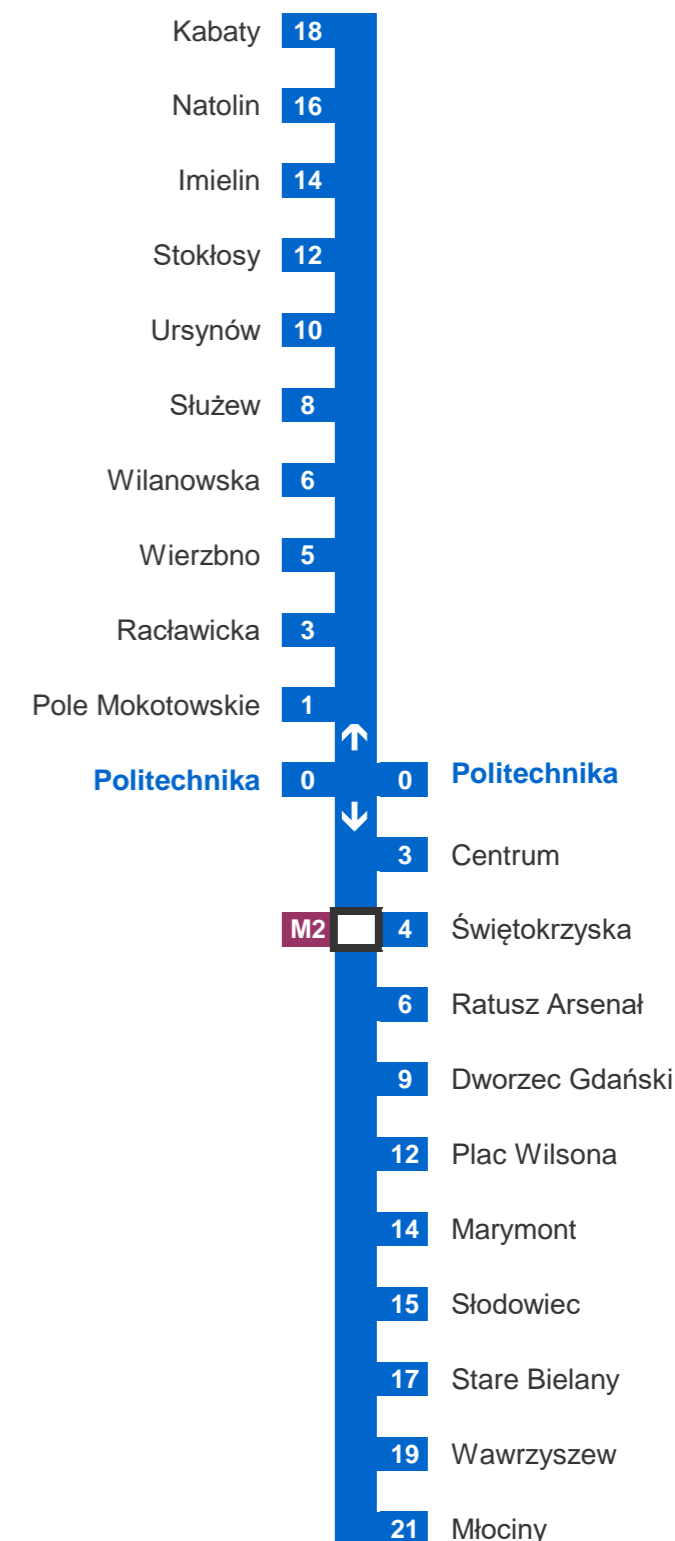 Kabaty 18
Natolin 16
Imielin 14
Stokłosy 12
Ursynów 10
Służew 8
Wilanowska 6
Wierzbno 5
Racławicka 3
Pole Mokotowskie 1
Politechnika 0 0 Politechnika
3 Centrum
M2 4 Świętokrzyska
6 Ratusz Arsenał
9 Dworzec Gdański
12 Plac Wilsona
14 Marymont
15 Słodowiec
17 Stare Bielany
19 Wawrzyszew
21 Młociny